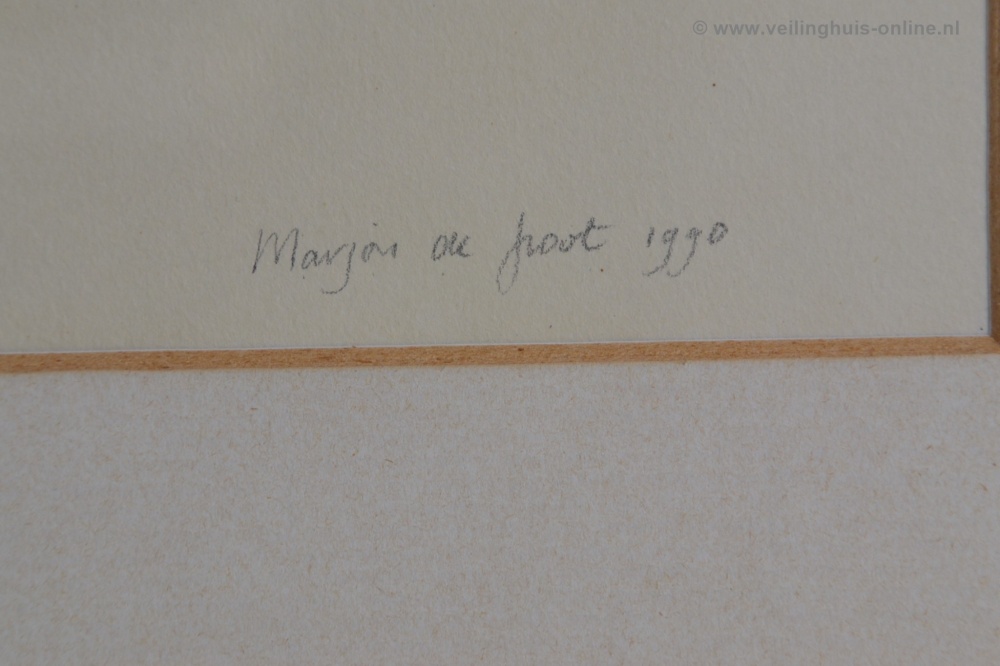 © www.veilinghuis-online.nl
Marjon de Groot 1990